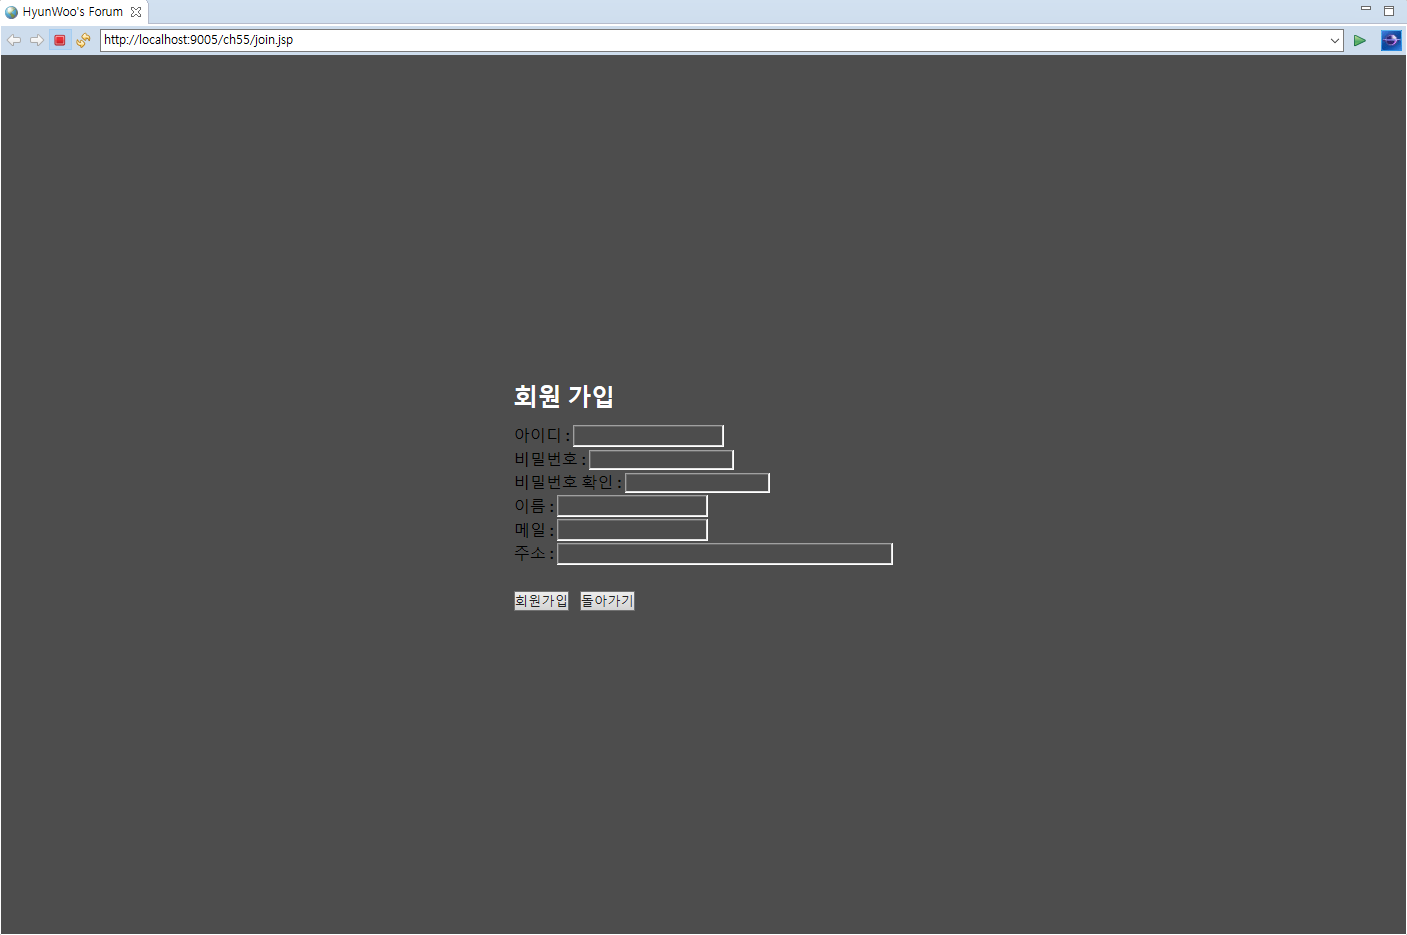 HyunWoo's Forum
http://localhost:9005/ch55/join.jsp
회원 가입
아이디 :
비밀번호 :
비밀번호 확인 :
이름 :
메일 :
주소 :
회원가입 돌아가기